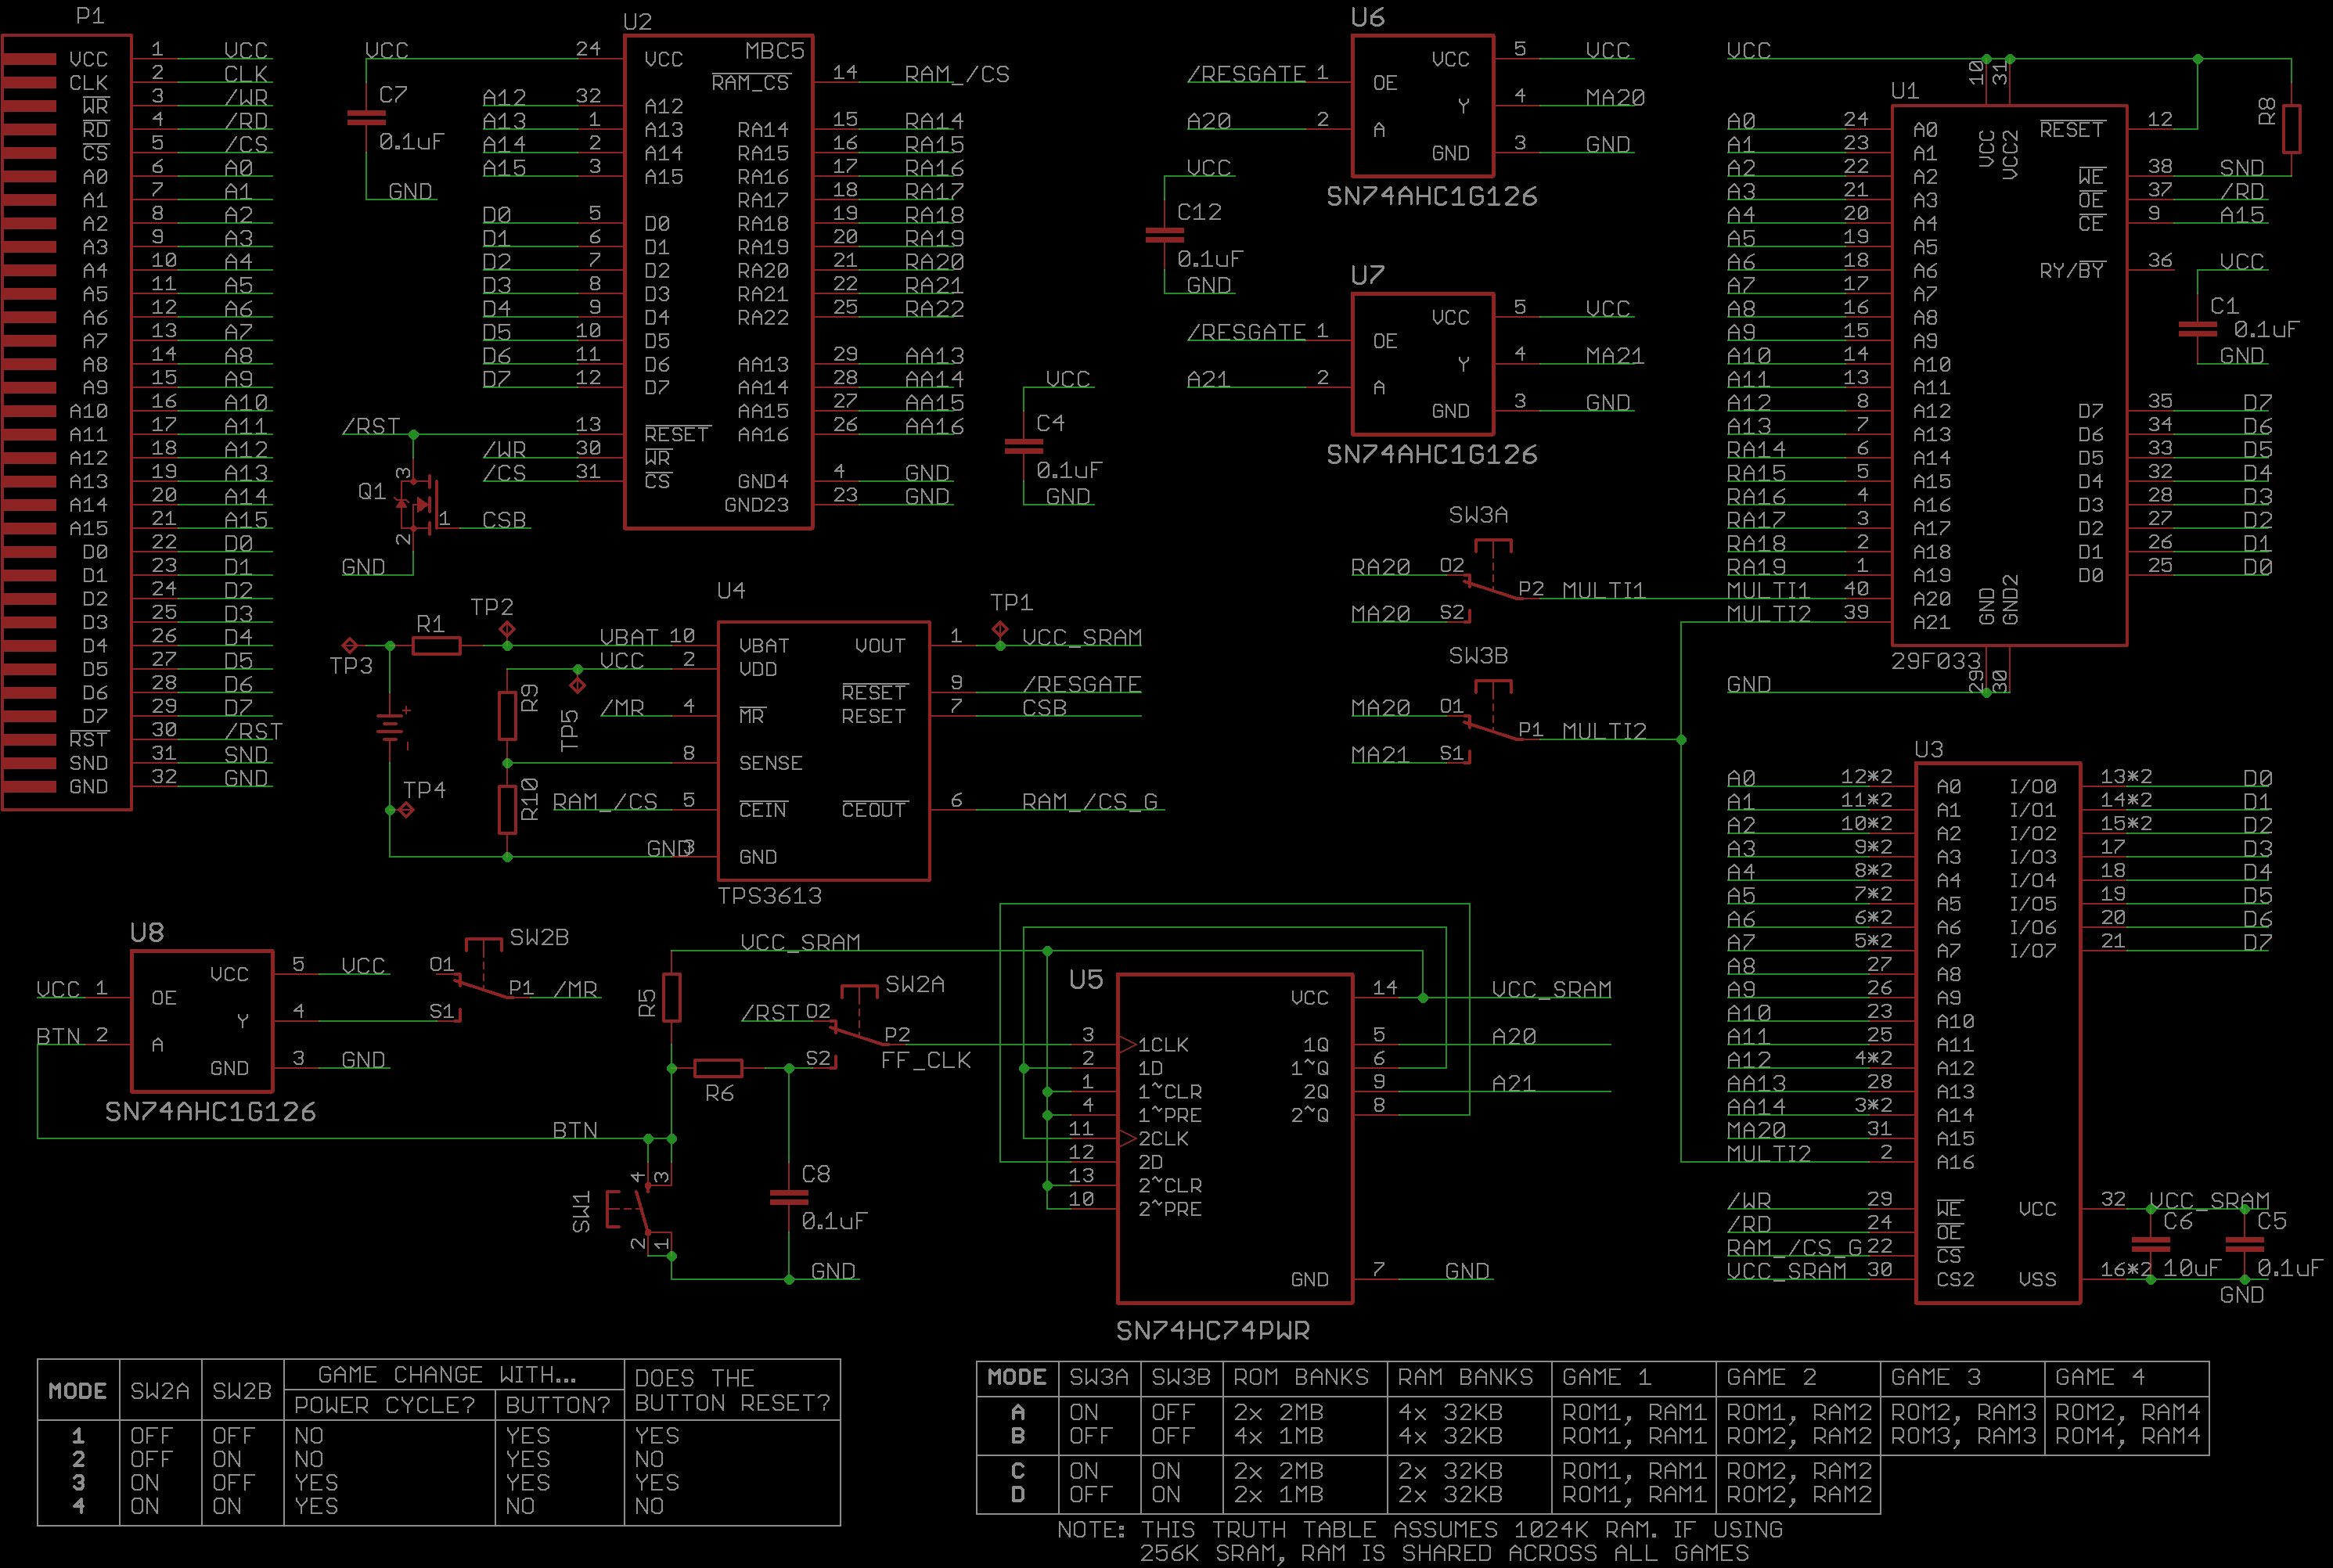 P1
VCC 1 VCC
CLK 2 CLK
WR 3 /WR
RD 4 /RD
CS 5 /CS
A0 6 A0
A1 7 A1
A2 8 A2
A3 9 A3
A4 10 A4
A5 11 A5
A6 12 A6
A7 13 A7
A8 14 A8
A9 15 A9
A10 16 A10
A11 17 A11
A12 18 A12
A13 19 A13
A14 20 A14
A15 21 A15
D0 22 D0
D1 23 D1
D2 24 D2
D3 25 D3
D4 26 D4
D5 27 D5
D6 28 D6
D7 29 D7
RST 30 /RST
SND 31 SND
GND 32 GND
VCC
C7
0.1uF
GND
U2
MBC5
24 VCC
RAM_CS 14 RAM_/CS
A12 32 A12
A13 1 A13
A14 2 A14
A15 3 A15
D0 5 D0
D1 6 D1
D2 7 D2
D3 8 D3
D4 9 D4
D5 10 D5
D6 11 D6
D7 12 D7
/RST 13 RESET
/WR 30 WR
/CS 31 CS
RA14 15 RA14
RA15 16 RA15
RA16 17 RA16
RA17 18 RA17
RA18 19 RA18
RA19 20 RA19
RA20 21 RA20
RA21 22 RA21
RA22 25 RA22
AA13 29 AA13
AA14 28 AA14
AA15 27 AA15
AA16 26 AA16
GND4 4 GND
GND23 23 GND
Q1
3
1 CSB
2
GND
VCC
C4
0.1uF
GND
U6
/RESGATE 1 OE
A20 2 A
VCC 5 VCC
Y 4 MA20
GND 3 GND
SN74AHC1G126
VCC
C12
0.1uF
GND
U7
/RESGATE 1 OE
A21 2 A
VCC 5 VCC
Y 4 MA21
GND 3 GND
SN74AHC1G126
VCC
10 31
U1
VCC
VCC2
A0 24 A0
A1 23 A1
A2 22 A2
A3 21 A3
A4 20 A4
A5 19 A5
A6 18 A6
A7 17 A7
A8 16 A8
A9 15 A9
A10 14 A10
A11 13 A11
A12 8 A12
A13 7 A13
RA14 6 A14
RA15 5 A15
RA16 4 A16
RA17 3 A17
RA18 2 A18
RA19 1 A19
MULTI1 40 A20
MULTI2 39 A21
RESET 12
R8
WE 38 SND
OE 37 /RD
CE 9 A15
RY/BY 36
VCC
C1
0.1uF
GND
D7 35 D7
D6 34 D6
D5 33 D5
D4 32 D4
D3 28 D3
D2 27 D2
D1 26 D1
D0 25 D0
GND
GND2
29F033
GND
29 30
SW3A
RA20 O2
P2 MULTI1
MA20 S2
SW3B
MA20 O1
P1 MULTI2
MA21 S1
U4
TP3
R1
TP2
VBAT 10 VBAT
VCC 2 VDD
TP5
R9
/MR 4 MR
8 SENSE
R10
RAM_/CS 5 CEIN
GND 3 GND
TP4
+
-
VOUT 1 VCC_SRAM
TP1
RESET 9 /RESGATE
RESET 7 CSB
CEOUT 6 RAM_/CS_G
TPS3613
U8
VCC 1 OE
BTN 2 A
VCC 5 VCC
Y 4
GND 3 GND
SN74AHC1G126
SW2B
O1
P1 /MR
S1
VCC_SRAM
R5
R6
/RST O2
SW2A
P2
FF_CLK
S2
BTN
SW1
4 3
2 1
C8
0.1uF
GND
U5
3 1CLK
2 1D
1 1~CLR
4 1~PRE
11 2CLK
12 2D
13 2~CLR
10 2~PRE
VCC 14 VCC_SRAM
1Q 5 A20
1~Q 6
2Q 9 A21
2~Q 8
GND 7 GND
SN74HC74PWR
U3
A0 12*2 A0
A1 11*2 A1
A2 10*2 A2
A3 9*2 A3
A4 8*2 A4
A5 7*2 A5
A6 6*2 A6
A7 5*2 A7
A8 27 A8
A9 26 A9
A10 23 A10
A11 25 A11
A12 4*2 A12
AA13 28 A13
AA14 3*2 A14
MA20 31 A15
MULTI2 2 A16
/WR 29 WE
/RD 24 OE
RAM_/CS_G 22 CS
VCC_SRAM 30 CS2
I/O0 13*2 D0
I/O1 14*2 D1
I/O2 15*2 D2
I/O3 17 D3
I/O4 18 D4
I/O5 19 D5
I/O6 20 D6
I/O7 21 D7
VCC 32 VCC_SRAM
C6
C5
VSS 16*2 10uF 0.1uF
GND
MODE SW2A SW2B GAME CHANGE WITH... DOES THE
POWER CYCLE? BUTTON? BUTTON RESET?
1 OFF OFF NO YES YES
2 OFF ON NO YES NO
3 ON OFF YES YES YES
4 ON ON YES NO NO
MODE SW3A SW3B ROM BANKS RAM BANKS GAME 1 GAME 2 GAME 3 GAME 4
A ON OFF 2x 2MB 4x 32KB ROM1, RAM1 ROM1, RAM2 ROM2, RAM3 ROM2, RAM4
B OFF OFF 4x 1MB 4x 32KB ROM1, RAM1 ROM2, RAM2 ROM3, RAM3 ROM4, RAM4
C ON ON 2x 2MB 2x 32KB ROM1, RAM1 ROM2, RAM2
D OFF ON 2x 1MB 2x 32KB ROM1, RAM1 ROM2, RAM2
NOTE: THIS TRUTH TABLE ASSUMES 1024K RAM. IF USING
256K SRAM, RAM IS SHARED ACROSS ALL GAMES